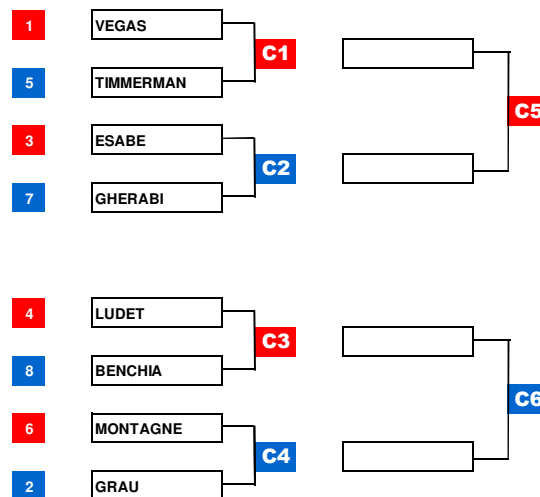 1 VEGAS
C1
5 TIMMERMAN
C5
3 ESABE
C2
7 GHERABI
4 LUDET
C3
8 BENCHIA
C6
6 MONTAGNE
C4
2 GRAU